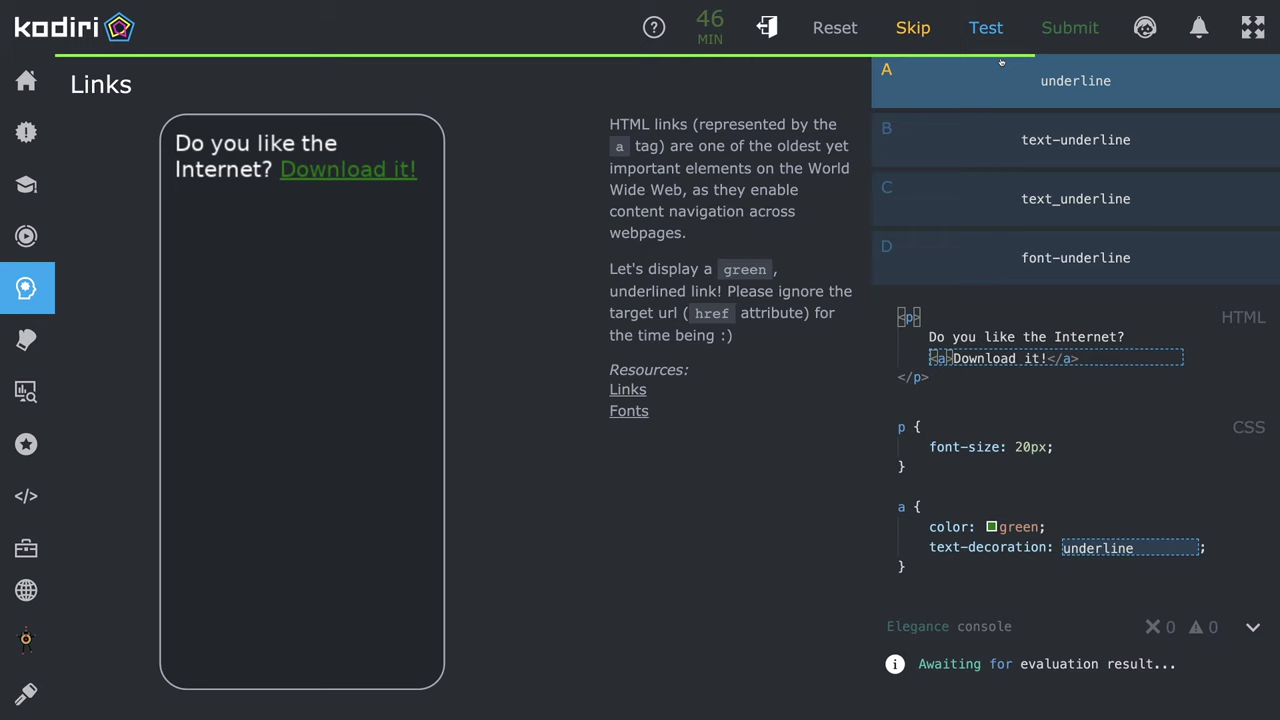 kodiri
46
MIN
Reset
Skip
Test
Submit
Links
Do you like the
Internet? Download it!
HTML links (represented by the
a tag) are one of the oldest yet
important elements on the World
Wide Web, as they enable
content navigation across
webpages.
Let's display a green ,
underlined link! Please ignore the
target url ( href attribute) for
the time being :)
Resources:
Links
Fonts
A
underline
B
text-underline
C
text_underline
D
font-underline
HTML
<p>
Do you like the Internet?
<a>Download it!</a>
</p>
CSS
p {
font-size: 20px;
}
a {
color: green;
text-decoration: underline ;
}
Elegance console
0
0
Awaiting for evaluation result...